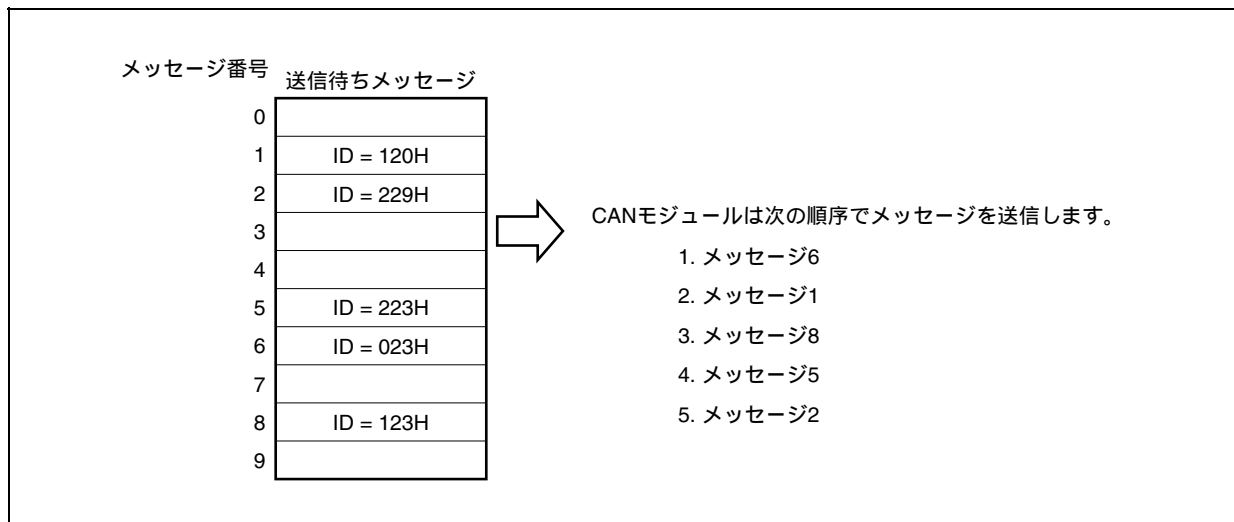 メッセージ番号
送信待ちメッセージ
0
1 ID = 120H
2 ID = 229H
3
4
5 ID = 223H
6 ID = 023H
7
8 ID = 123H
9
CANモジュールは次の順序でメッセージを送信します。
1. メッセージ6
2. メッセージ1
3. メッセージ8
4. メッセージ5
5. メッセージ2